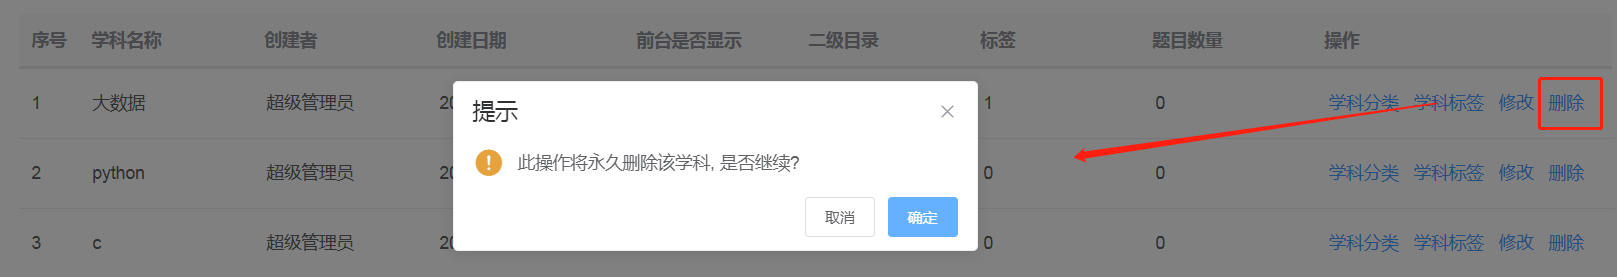 序号 学科名称 创建者 创建日期 前台是否显示 二级目录 标签 题目数量 操作
1 大数据 超级管理员 20 1 0 学科分类 学科标签 修改 删除
提示
此操作将永久删除该学科, 是否继续?
2 python 超级管理员 0 0 学科分类 学科标签 修改 删除
取消 确定
3 c 超级管理员 0 0 学科分类 学科标签 修改 删除